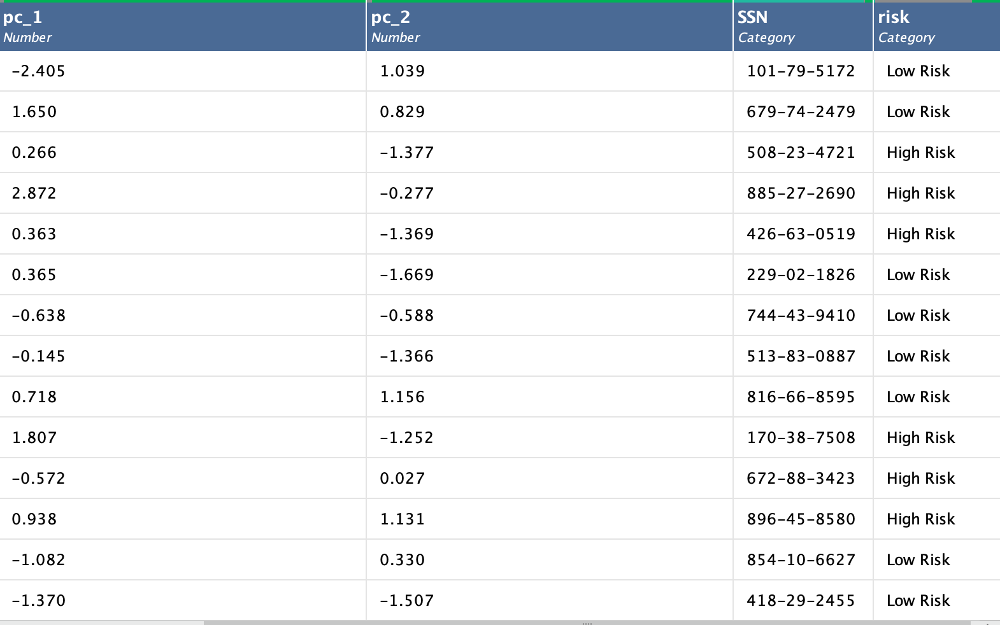 pc_1 pc_2 SSN risk
Number Number Category Category
−2.405 1.039 101-79-5172 Low Risk
1.650 0.829 679-74-2479 Low Risk
0.266 −1.377 508-23-4721 High Risk
2.872 −0.277 885-27-2690 High Risk
0.363 −1.369 426-63-0519 High Risk
0.365 −1.669 229-02-1826 Low Risk
−0.638 −0.588 744-43-9410 Low Risk
−0.145 −1.366 513-83-0887 Low Risk
0.718 1.156 816-66-8595 Low Risk
1.807 −1.252 170-38-7508 High Risk
−0.572 0.027 672-88-3423 High Risk
0.938 1.131 896-45-8580 High Risk
−1.082 0.330 854-10-6627 Low Risk
−1.370 −1.507 418-29-2455 Low Risk